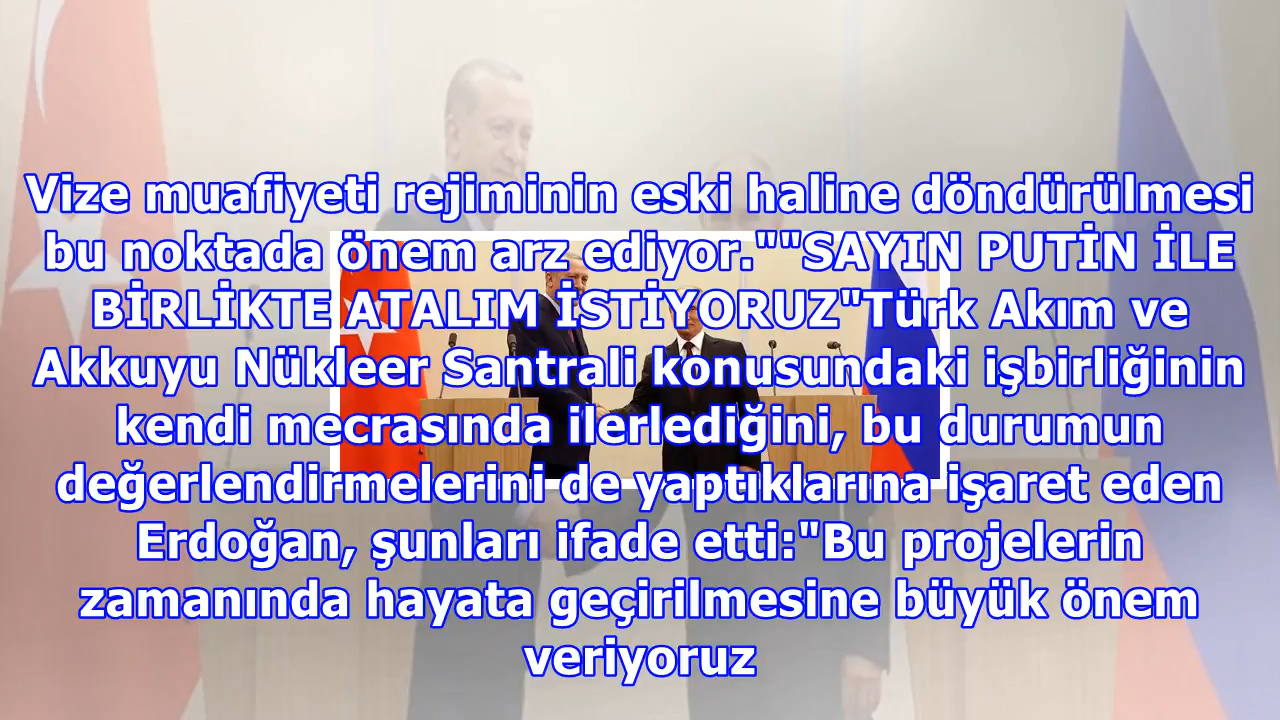 Vize muafiyeti rejiminin eski haline döndürülmesi
bu noktada önem arz ediyor.""SAYIN PUTİN İLE
BİRLİKTE ATALIM İSTİYORUZ"Türk Akım ve
Akkuyu Nükleer Santrali konusundaki işbirliğinin
kendi mecrasında ilerlediğini, bu durumun
değerlendirmelerini de yaptıklarına işaret eden
Erdoğan, şunları ifade etti:"Bu projelerin
zamanında hayata geçirilmesine büyük önem
veriyoruz